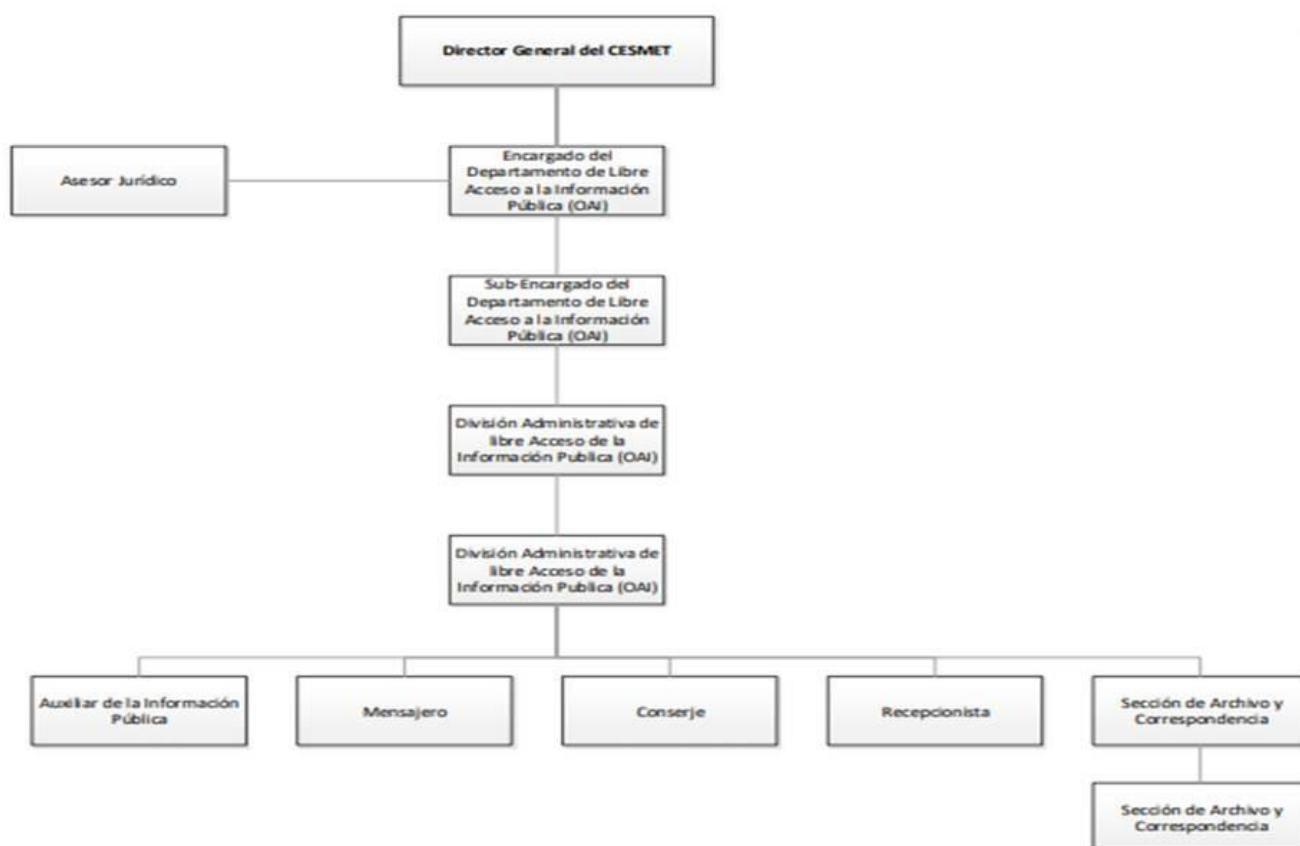 Director General del CESMET
Encargado del
Departamento de Libre
Acceso a la Información
Pública (OAI)
Asesor Jurídico
Sub-Encargado del
Departamento de Libre
Acceso a la Información
Pública (OAI)
División Administrativa de
libre Acceso de la
Información Publica (OAI)
División Administrativa de
libre Acceso de la
Información Publica (OAI)
Auxiliar de la Información
Pública
Mensajero
Conserje
Recepcionista
Sección de Archivo y
Correspondencia
Sección de Archivo y
Correspondencia